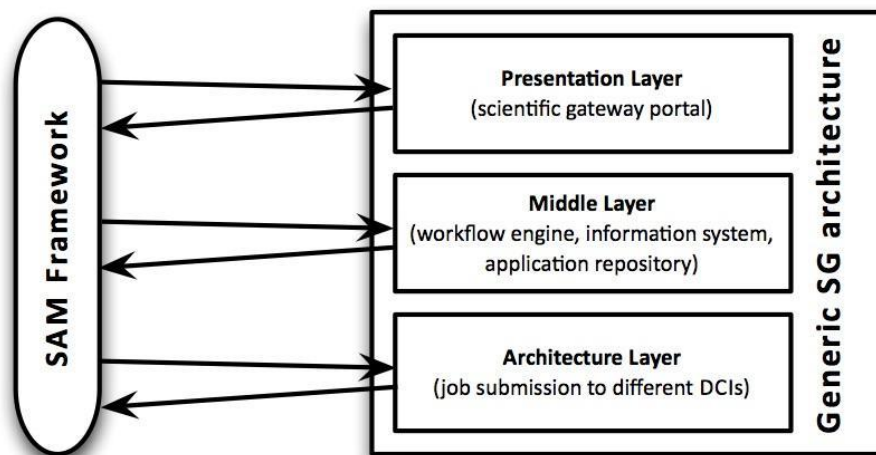 SAM Framework
Presentation Layer
(scientific gateway portal)
Middle Layer
(workflow engine, information system,
application repository)
Architecture Layer
(job submission to different DCIs)
Generic SG architecture